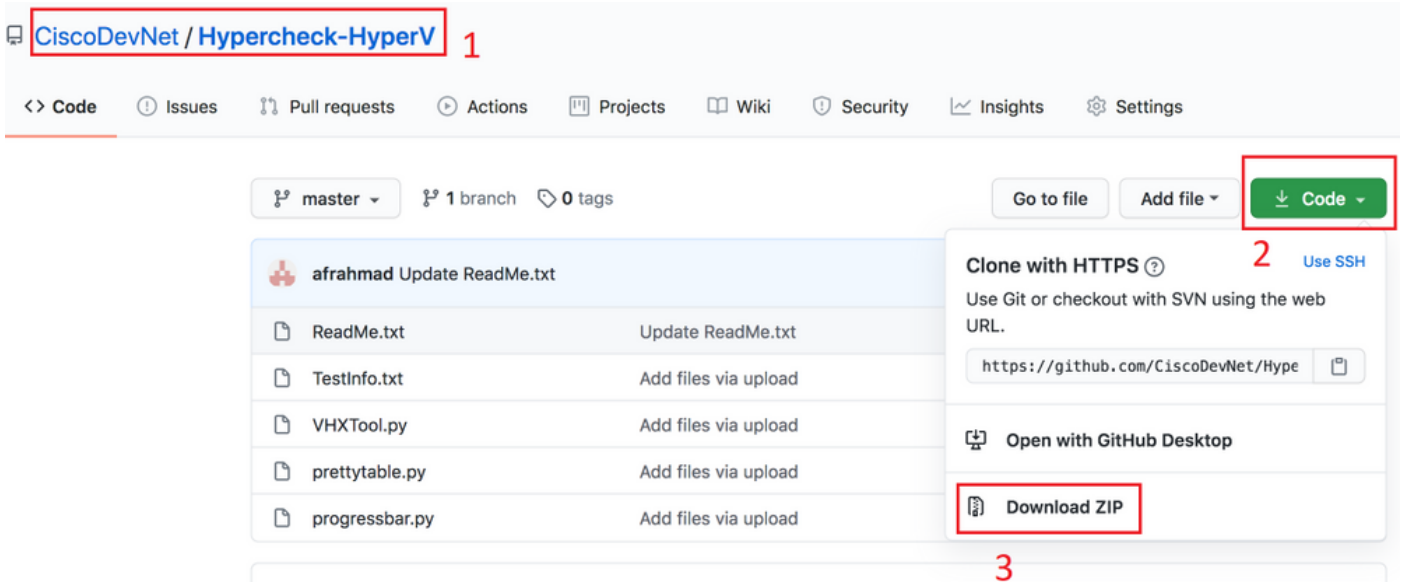 CiscoDevNet / Hypercheck-HyperV 1
<> Code Issues Pull requests Actions Projects Wiki Security Insights Settings
master 1 branch 0 tags Go to file Add file Code
2
afrahmad Update ReadMe.txt
ReadMe.txt Update ReadMe.txt
TestInfo.txt Add files via upload
VHXTool.py Add files via upload
prettytable.py Add files via upload
progressbar.py Add files via upload
Clone with HTTPS ? Use SSH
Use Git or checkout with SVN using the web
URL.
https://github.com/CiscoDevNet/Hype
Open with GitHub Desktop
Download ZIP
3